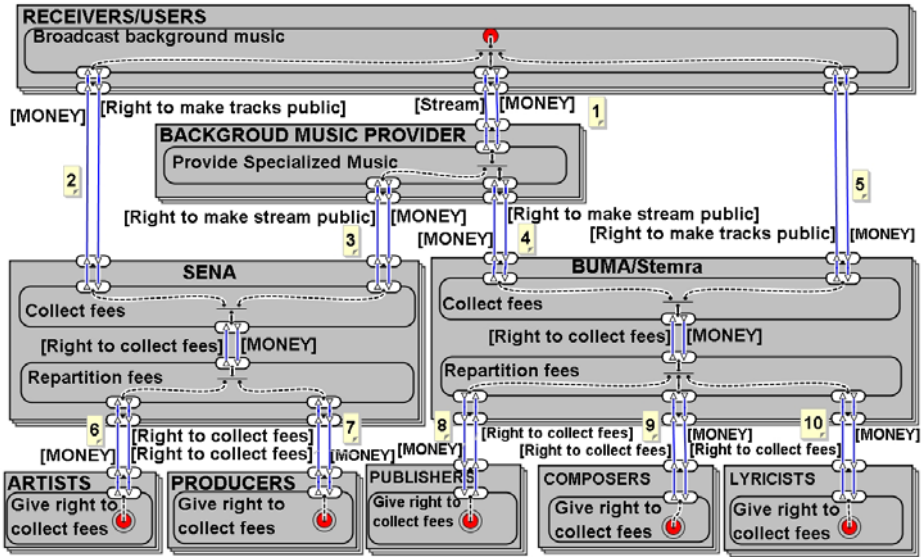 RECEIVERS/USERS
Broadcast background music
[MONEY]
[Right to make tracks public]
[Stream]
[MONEY]
1
BACKGROUD MUSIC PROVIDER
Provide Specialized Music
2
5
[Right to make stream public]
[MONEY]
[Right to make stream public]
3
[MONEY]
4
[Right to make tracks public]
[MONEY]
SENA
BUMA/Stemra
Collect fees
Collect fees
[Right to collect fees]
[MONEY]
[Right to collect fees]
[MONEY]
Repartition fees
Repartition fees
6
[Right to collect fees]
7
8
[Right to collect fees]
9
[MONEY]
10
[MONEY]
[MONEY]
[Right to collect fees]
[MONEY]
[MONEY]
[Right to collect fees]
[Right to collect fees]
ARTISTS
PRODUCERS
PUBLISHERS
COMPOSERS
LYRICISTS
Give right to
collect fees
Give right to
collect fees
Give right to
collect fees
Give right to
collect fees
Give right to
collect fees